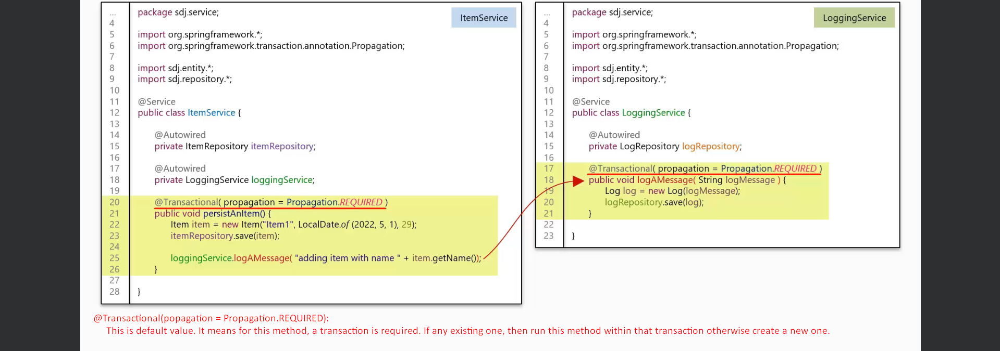 ItemService
... package sdj.service;
4
5 import org.springframework.*;
6 import org.springframework.transaction.annotation.Propagation;
7
8 import sdj.entity.*;
9 import sdj.repository.*;
10
11 @Service
12 public class ItemService {
13
14 @Autowired
15 private ItemRepository itemRepository;
16
17 @Autowired
18 private LoggingService loggingService;
19
20 @Transactional( propagation = Propagation.REQUIRED )
21 public void persistAnItem() {
22 Item item = new Item("Item1", LocalDate.of (2022, 5, 1), 29);
23 itemRepository.save(item);
24
25 loggingService.logAMessage( "adding item with name " + item.getName());
26 }
27
28 }
LoggingService
... package sdj.service;
4
5 import org.springframework.*;
6 import org.springframework.transaction.annotation.Propagation;
7
8 import sdj.entity.*;
9 import sdj.repository.*;
10
11 @Service
12 public class LoggingService {
13
14 @Autowired
15 private LogRepository logRepository;
16
17 @Transactional( propagation = Propagation.REQUIRED )
18 public void logAMessage( String logMessage ) {
19 Log log = new Log(logMessage);
20 logRepository.save(log);
21 }
22
23 }
@Transactional(popagation = Propagation.REQUIRED):
This is default value. It means for this method, a transaction is required. If any existing one, then run this method within that transaction otherwise create a new one.